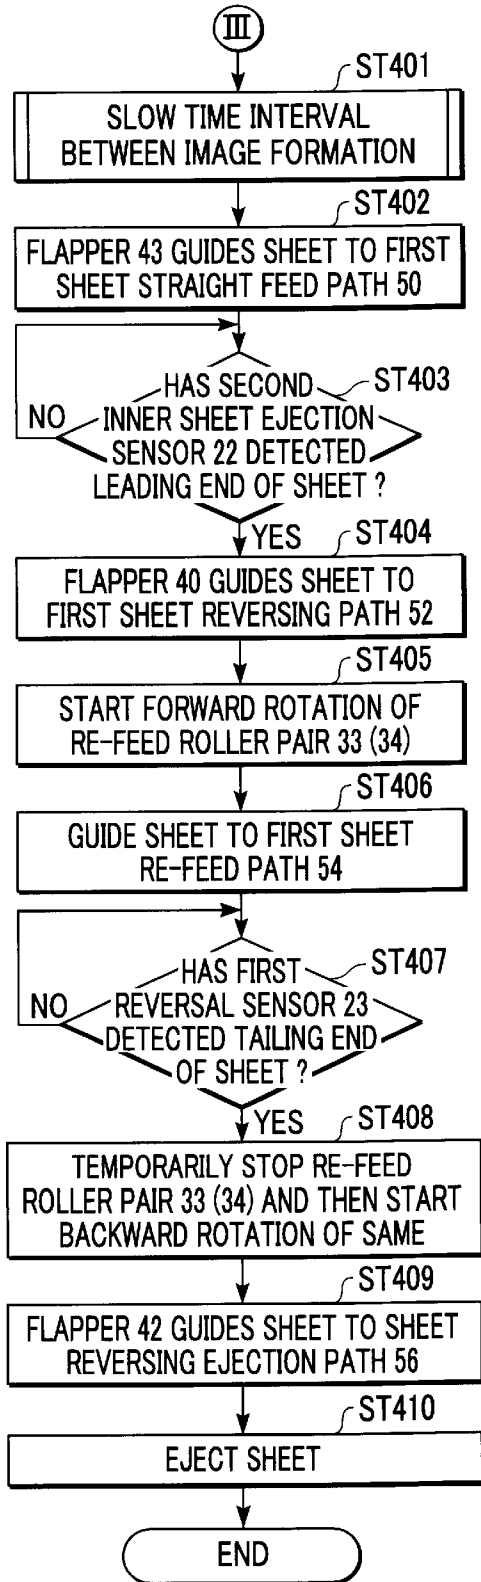 III
ST401
SLOW TIME INTERVAL
BETWEEN IMAGE FORMATION
ST402
FLAPPER 43 GUIDES SHEET TO FIRST
SHEET STRAIGHT FEED PATH 50
ST403
HAS SECOND
INNER SHEET EJECTION
SENSOR 22 DETECTED
LEADING END OF SHEET ?
NO
YES
ST404
FLAPPER 40 GUIDES SHEET TO
FIRST SHEET REVERSING PATH 52
ST405
START FORWARD ROTATION OF
RE-FEED ROLLER PAIR 33 (34)
ST406
GUIDE SHEET TO FIRST SHEET
RE-FEED PATH 54
ST407
HAS FIRST
REVERSAL SENSOR 23
DETECTED TAILING END
OF SHEET ?
NO
YES
ST408
TEMPORARILY STOP RE-FEED
ROLLER PAIR 33 (34) AND THEN START
BACKWARD ROTATION OF SAME
ST409
FLAPPER 42 GUIDES SHEET TO SHEET
REVERSING EJECTION PATH 56
ST410
EJECT SHEET
END